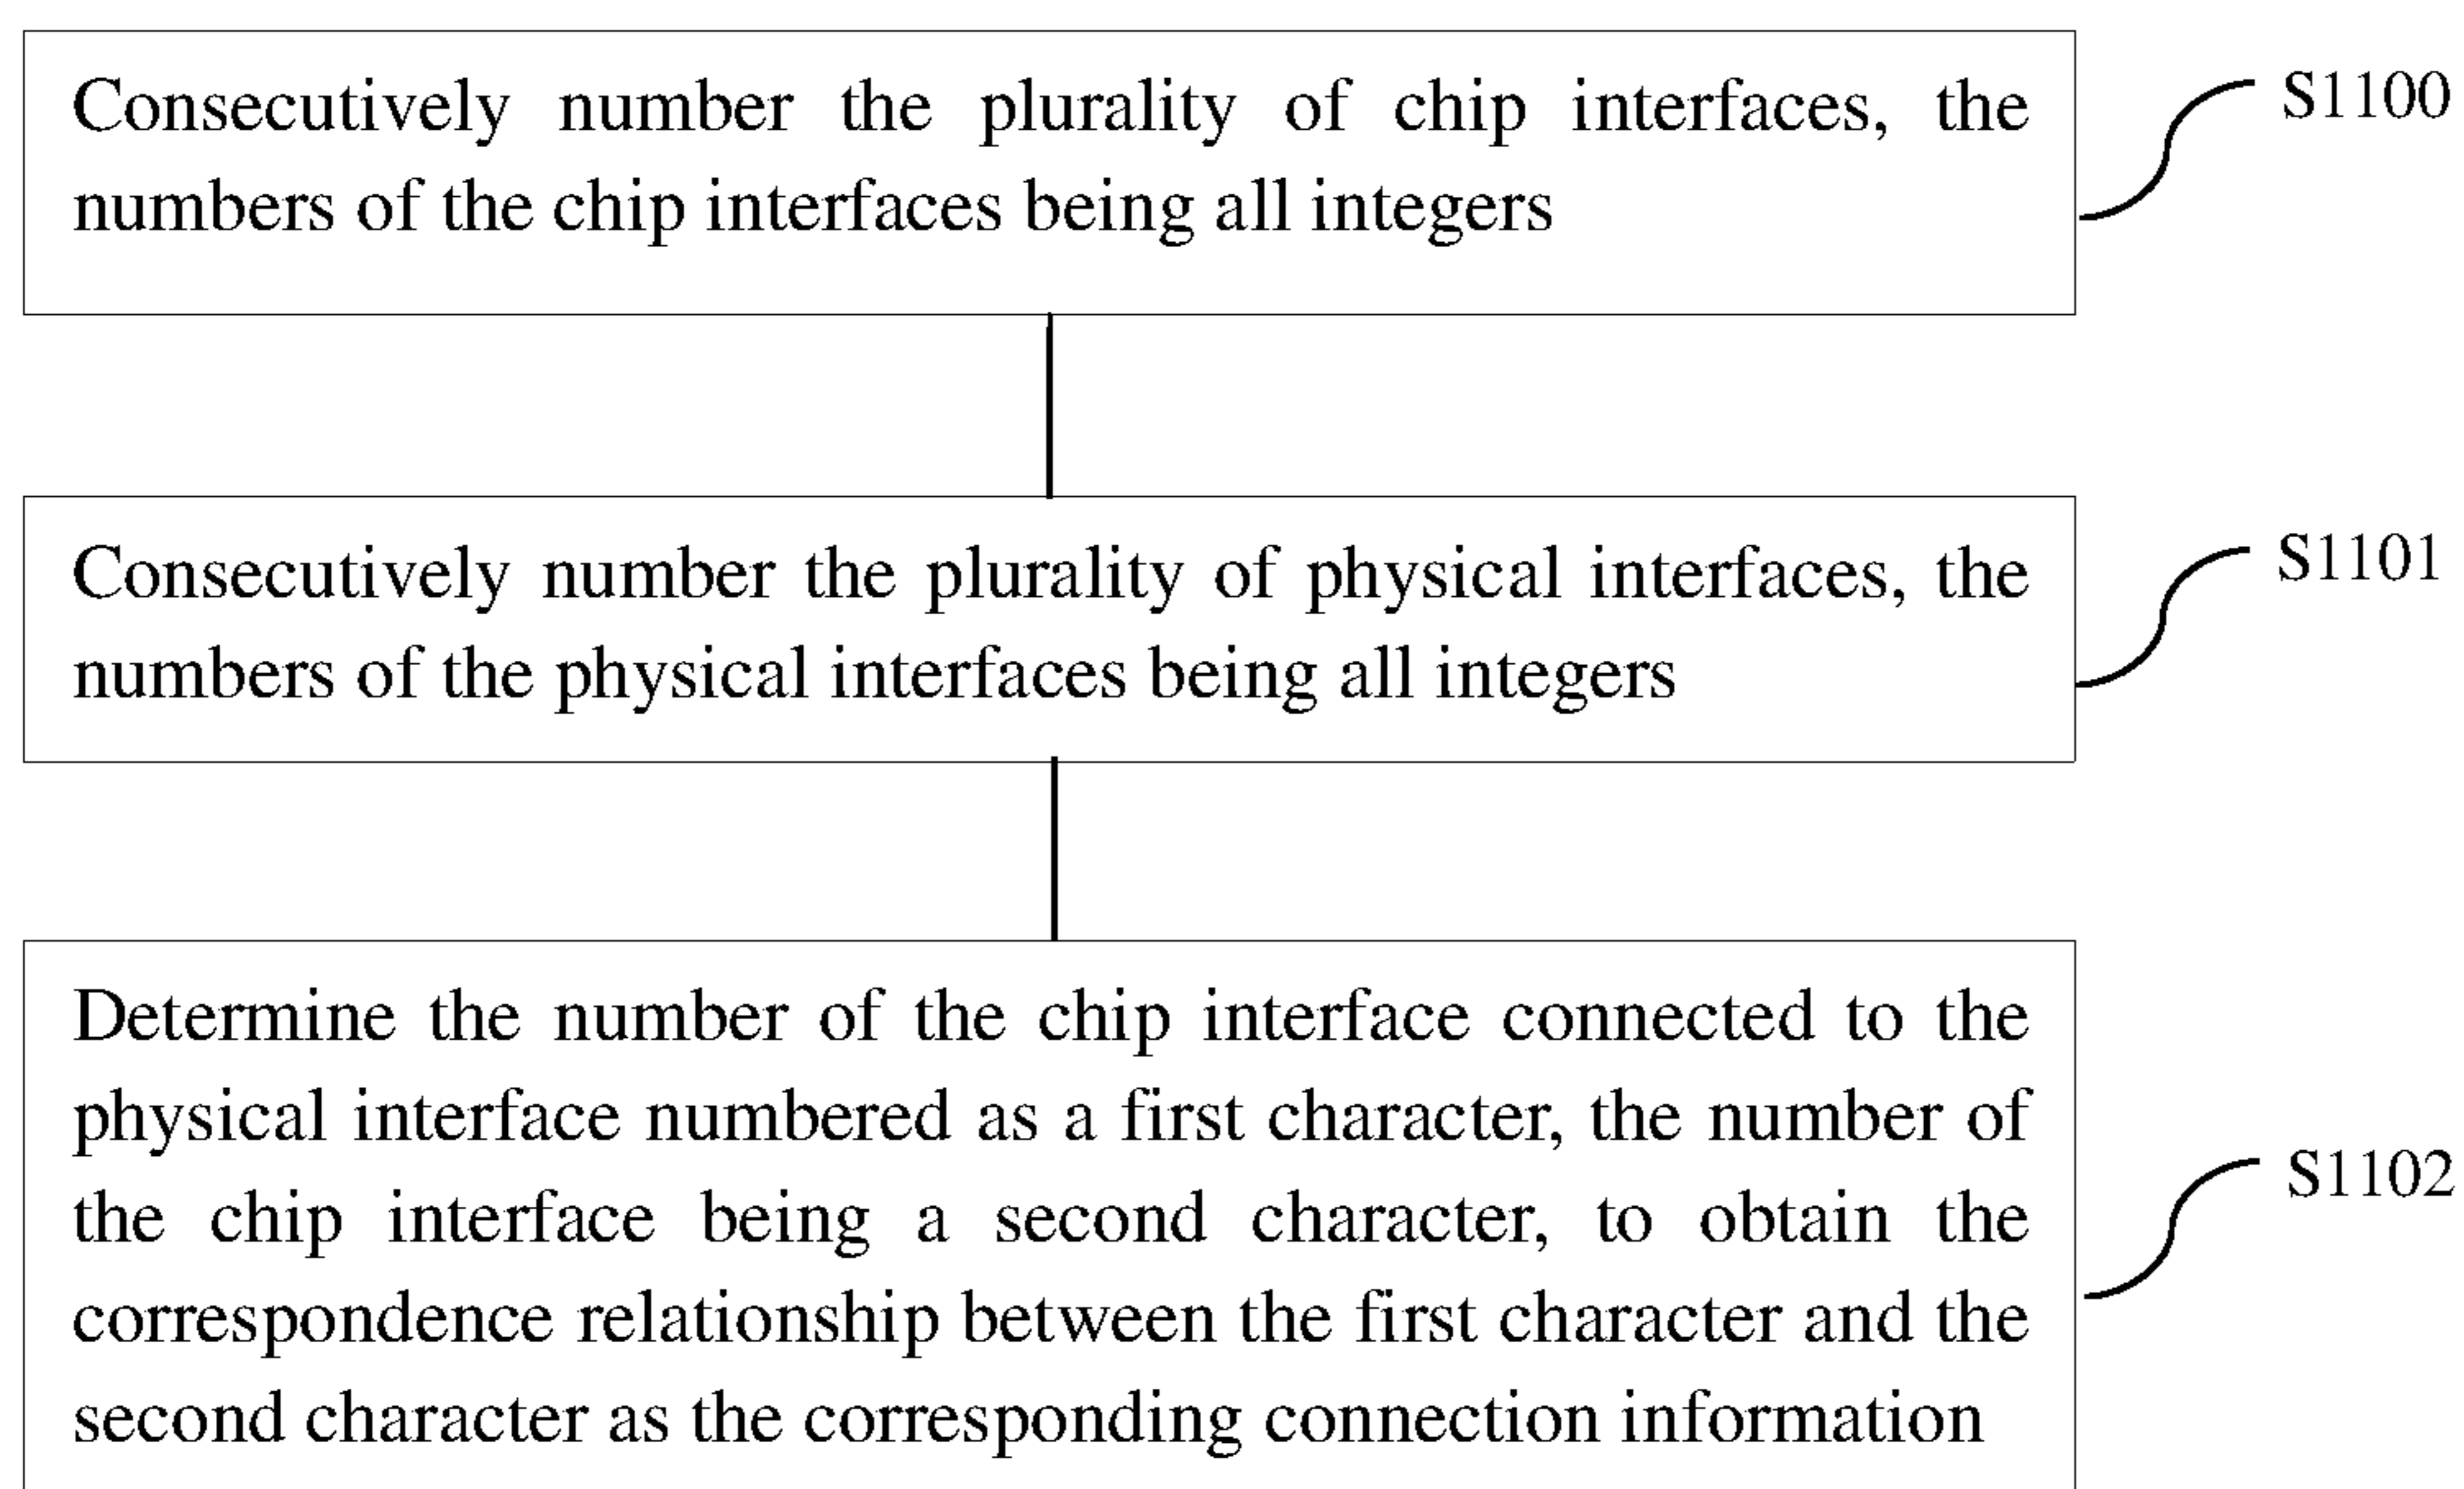 Consecutively number the plurality of chip interfaces, the
numbers of the chip interfaces being all integers
S1100
Consecutively number the plurality of physical interfaces, the
numbers of the physical interfaces being all integers
S1101
Determine the number of the chip interface connected to the
physical interface numbered as a first character, the number of
the chip interface being a second character, to obtain the
correspondence relationship between the first character and the
second character as the corresponding connection information
S1102